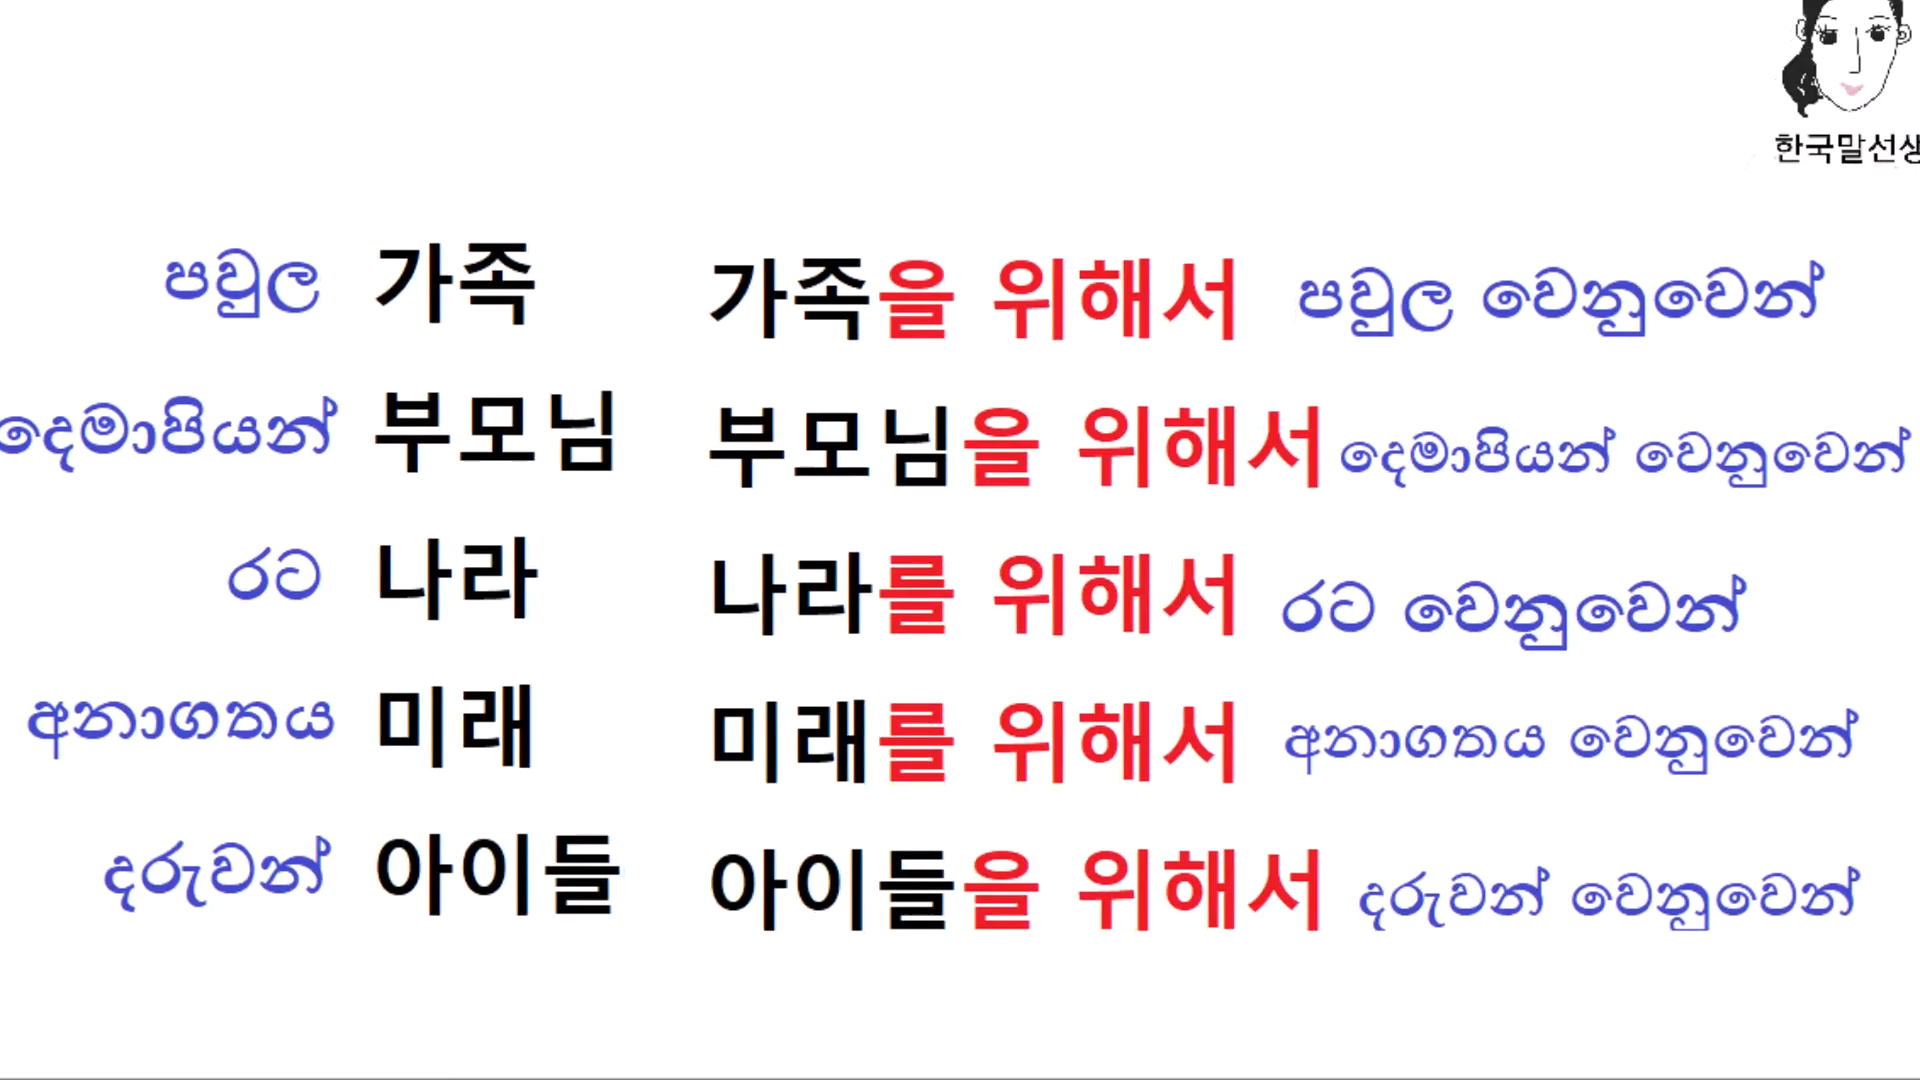 한국말선생
පවුල 가족 가족을 위해서 පවුල වෙනුවෙන්
දෙමාපියන් 부모님 부모님을 위해서 දෙමාපියන් වෙනුවෙන්
රට 나라 나라를 위해서 රට වෙනුවෙන්
අනාගතය 미래 미래를 위해서 අනාගතය වෙනුවෙන්
දරුවන් 아이들 아이들을 위해서 දරුවන් වෙනුවෙන්